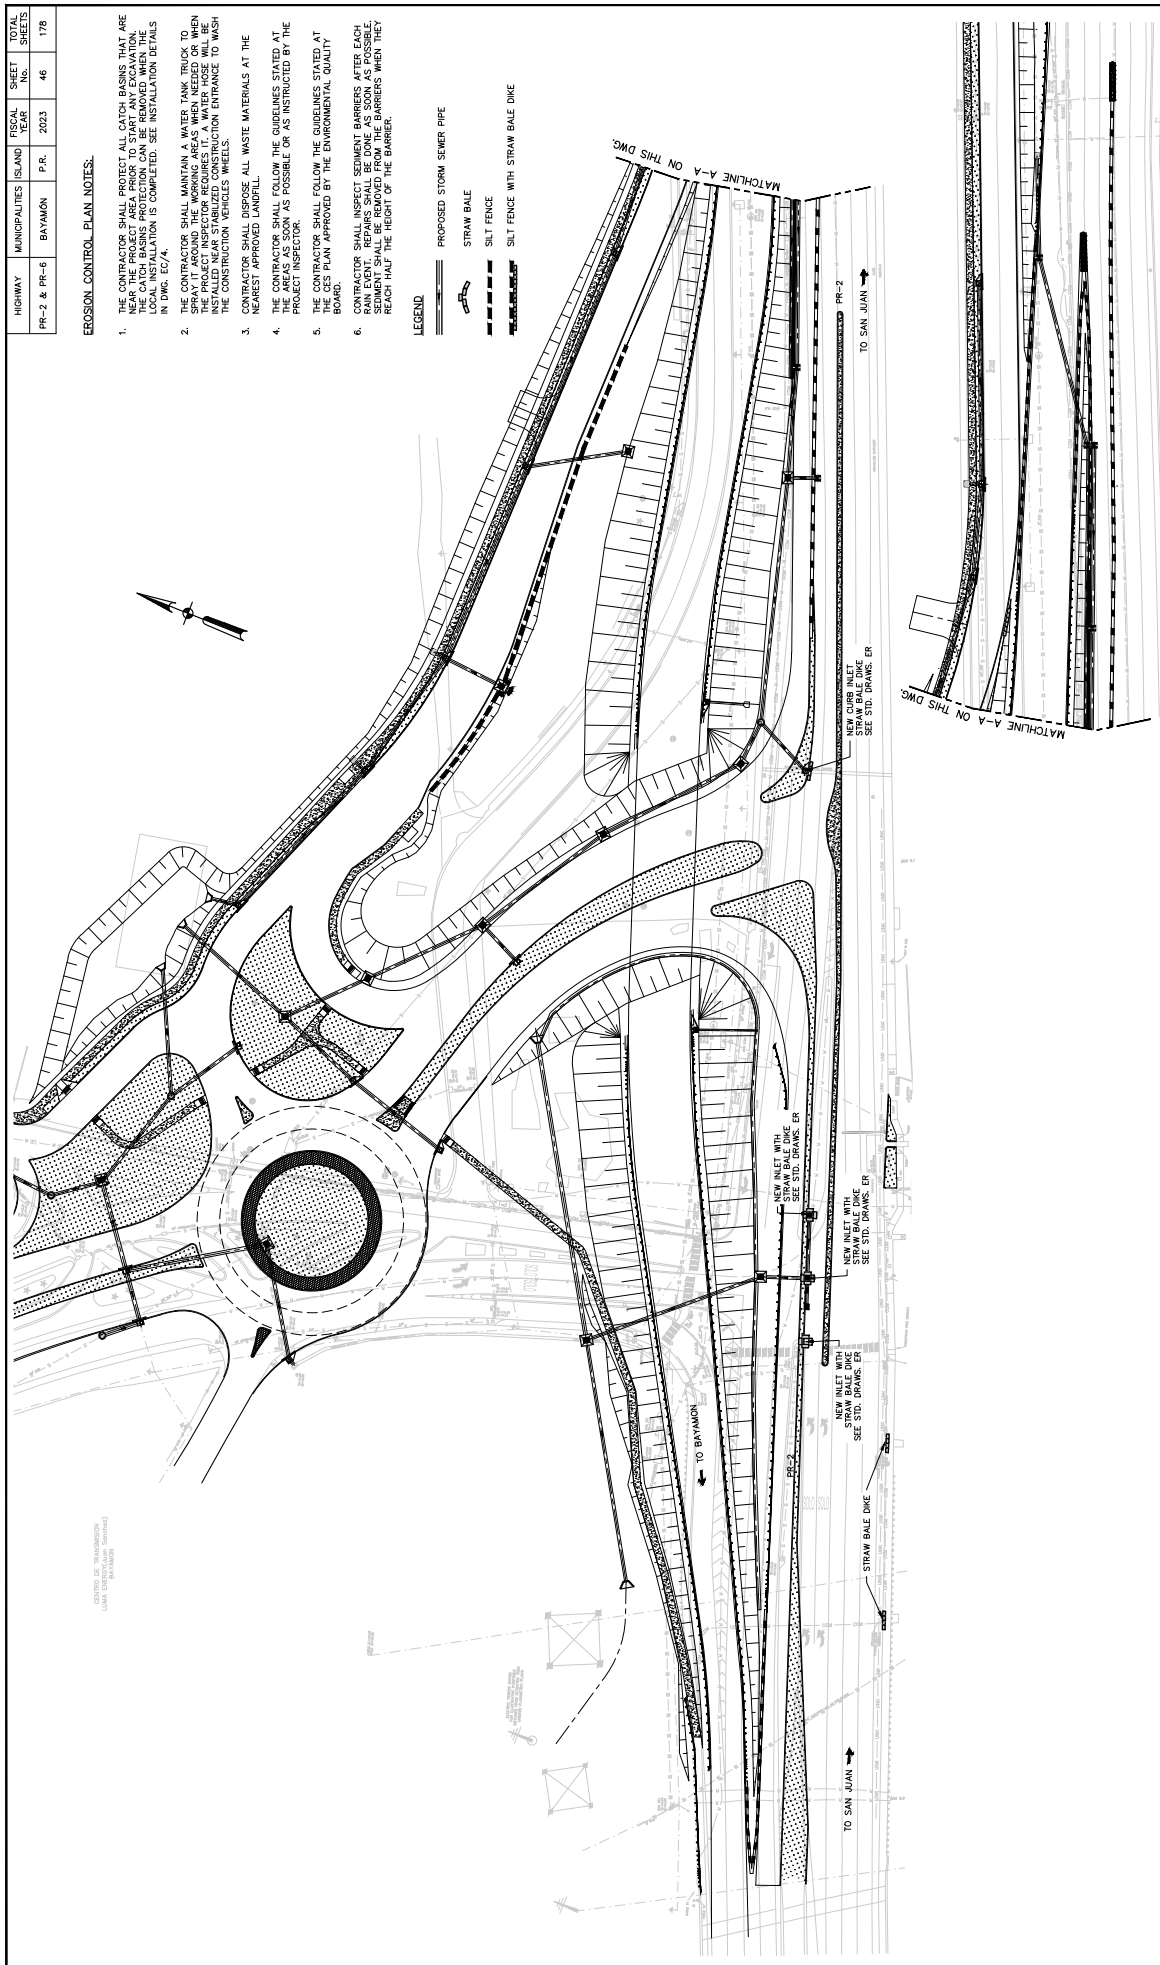 HIGHWAY MUNICIPALITIES ISLAND FISCAL YEAR SHEET No. TOTAL SHEETS
PR-2 & PR-6 BAYAMÓN P.R. 2023 46 178
EROSION CONTROL PLAN NOTES:
1. THE CONTRACTOR SHALL PROTECT ALL CATCH BASINS THAT ARE
NEAR THE PROJECT AREA PRIOR TO START ANY EXCAVATION.
THE CATCH BASINS PROTECTION CAN BE REMOVED WHEN THE
LOCAL INSTALLATION IS COMPLETED. SEE INSTALLATION DETAILS
IN DWG. EC/4.
2. THE CONTRACTOR SHALL MAINTAIN A WATER TANK TRUCK TO
SPRAY IT AROUND THE WORKING AREAS WHEN NEEDED OR WHEN
THE PROJECT INSPECTOR REQUIRES IT. A WATER HOSE WILL BE
INSTALLED NEAR STABILIZED CONSTRUCTION ENTRANCE TO WASH
THE CONSTRUCTION VEHICLES WHEELS.
3. CONTRACTOR SHALL DISPOSE ALL WASTE MATERIALS AT THE
NEAREST APPROVED LANDFILL.
4. THE CONTRACTOR SHALL FOLLOW THE GUIDELINES STATED AT
THE AREAS AS SOON AS POSSIBLE OR AS INSTRUCTED BY THE
PROJECT INSPECTOR.
5. THE CONTRACTOR SHALL FOLLOW THE GUIDELINES STATED AT
THE CES PLAN APPROVED BY THE ENVIRONMENTAL QUALITY
BOARD.
6. CONTRACTOR SHALL INSPECT SEDIMENT BARRIERS AFTER EACH
RAIN EVENT. REPAIRS SHALL BE DONE AS SOON AS POSSIBLE.
SEDIMENT SHALL BE REMOVED FROM THE BARRIERS WHEN THEY
REACH HALF THE HEIGHT OF THE BARRIER.
LEGEND
PROPOSED STORM SEWER PIPE
STRAW BALE
SILT FENCE
SILT FENCE WITH STRAW BALE DIKE
MATCHLINE A-A ON THIS DWG.
PR-2
TO SAN JUAN
NEW CURB INLET
STRAW BALE DIKE
SEE STD. DRAWS. ER
MATCHLINE A-A ON THIS DWG.
NEW INLET WITH
STRAW BALE DIKE
SEE STD. DRAWS. ER
NEW INLET WITH
STRAW BALE DIKE
SEE STD. DRAWS. ER
NEW INLET WITH
STRAW BALE DIKE
SEE STD. DRAWS. ER
TO BAYAMON
PR-2
SOLO SOLO
STRAW BALE DIKE
TO SAN JUAN
CENTRO DE TRANSMISION
LUMA ENERGY(Juan Sanchez)
BAYAMON